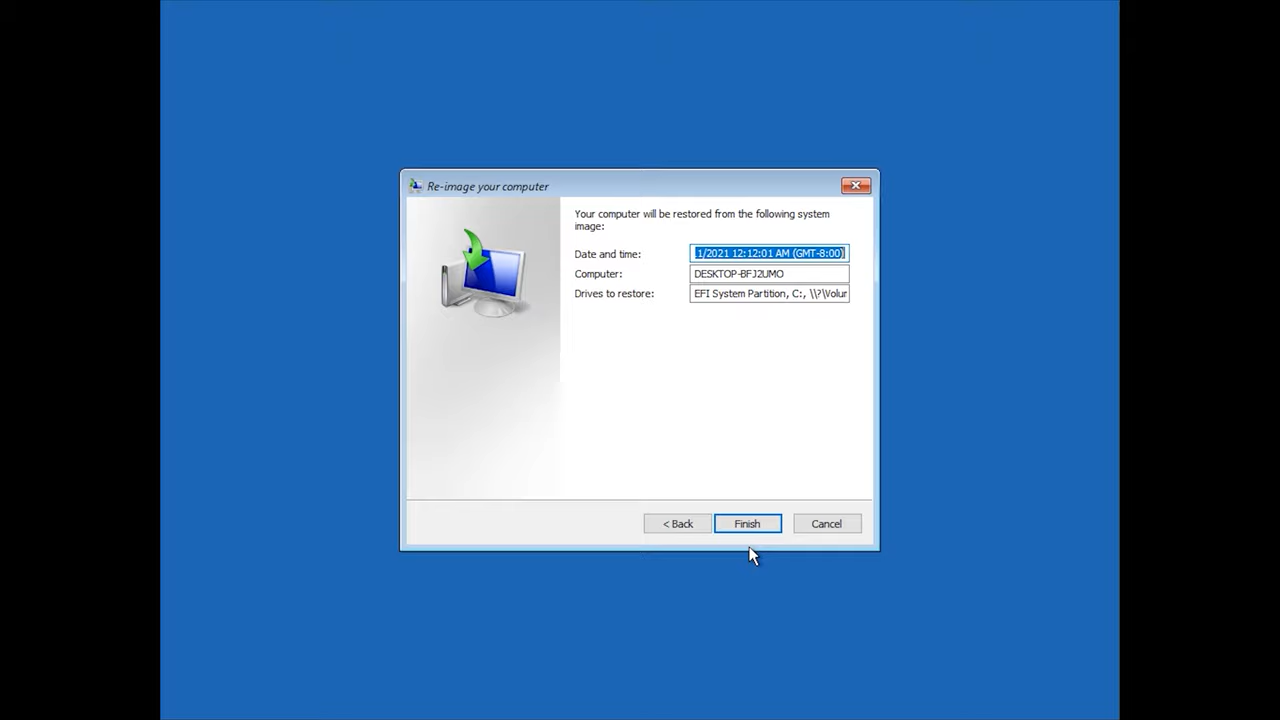 Re-image your computer
Your computer will be restored from the following system
image:
Date and time: 1/2021 12:12:01 AM (GMT-8:00)
Computer: DESKTOP-BFJ2UMO
Drives to restore: EFI System Partition, C:, \\?\Volur
< Back Finish Cancel